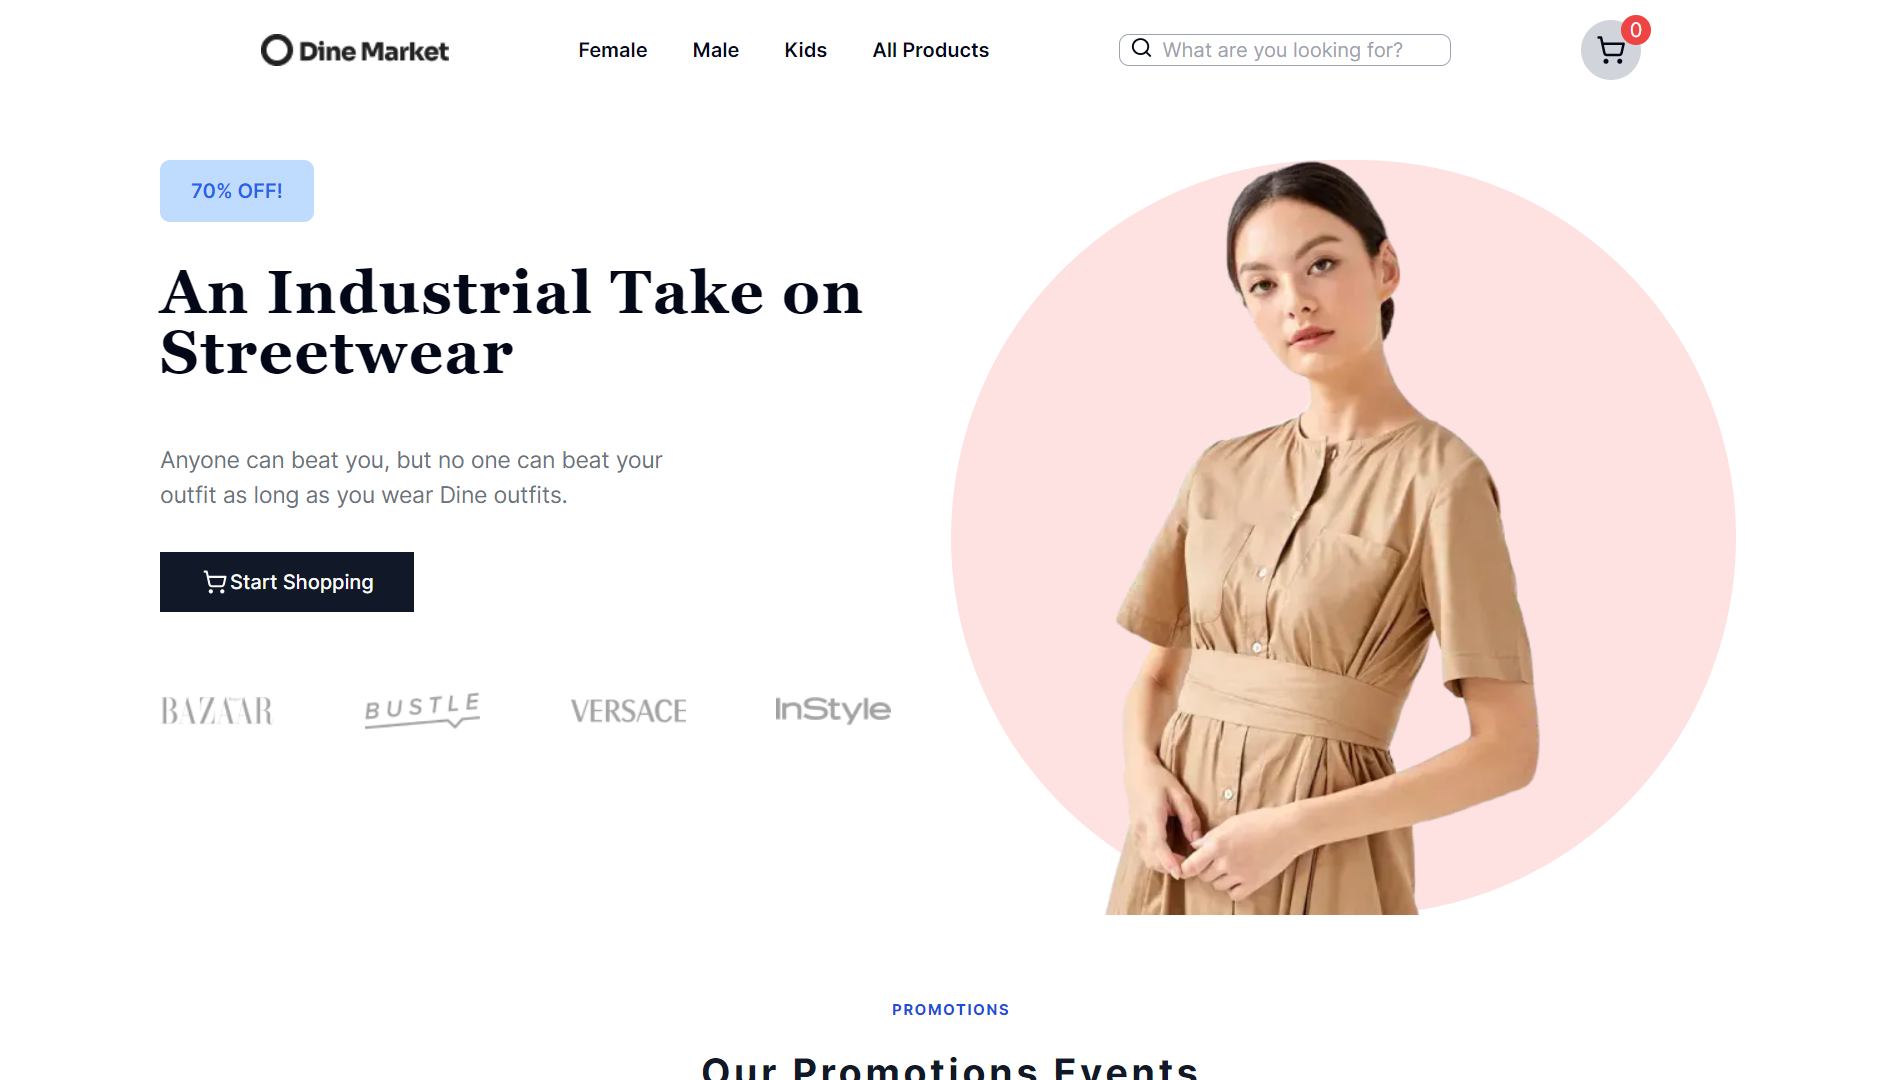 Dine Market
Female
Male
Kids
All Products
What are you looking for?
0
70% OFF!
An Industrial Take on
Streetwear
Anyone can beat you, but no one can beat your
outfit as long as you wear Dine outfits.
Start Shopping
BAZAAR
BUSTLE
VERSACE
InStyle
PROMOTIONS
Our Promotions Events